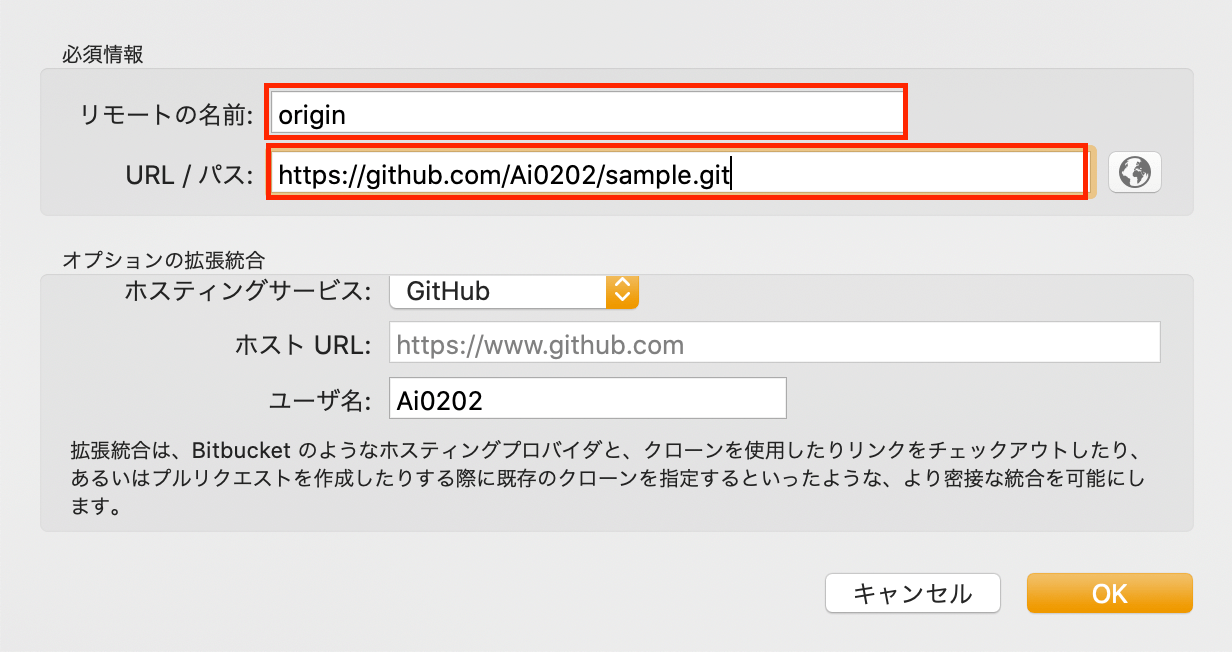 必須情報
リモートの名前: origin
URL / パス: https://github.com/Ai0202/sample.git
オプションの拡張統合
ホスティングサービス: GitHub
ホスト URL: https://www.github.com
ユーザ名: Ai0202
拡張統合は、Bitbucket のようなホスティングプロバイダと、クローンを使用したりリンクをチェックアウトしたり、
あるいはプルリクエストを作成したりする際に既存のクローンを指定するといったような、より密接な統合を可能にし
ます。
キャンセル OK